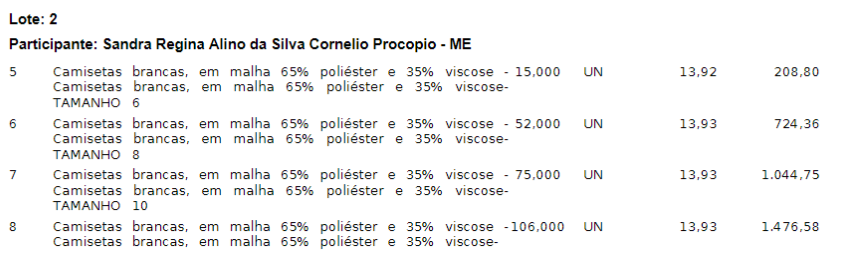 Lote: 2
Participante: Sandra Regina Alino da Silva Cornelio Procopio - ME
5 Camisetas brancas, em malha 65% poliéster e 35% viscose - 15,000 UN 13,92 208,80
Camisetas brancas, em malha 65% poliéster e 35% viscose-
TAMANHO 6
6 Camisetas brancas, em malha 65% poliéster e 35% viscose - 52,000 UN 13,93 724,36
Camisetas brancas, em malha 65% poliéster e 35% viscose-
TAMANHO 8
7 Camisetas brancas, em malha 65% poliéster e 35% viscose - 75,000 UN 13,93 1.044,75
Camisetas brancas, em malha 65% poliéster e 35% viscose-
TAMANHO 10
8 Camisetas brancas, em malha 65% poliéster e 35% viscose -106,000 UN 13,93 1.476,58
Camisetas brancas, em malha 65% poliéster e 35% viscose-